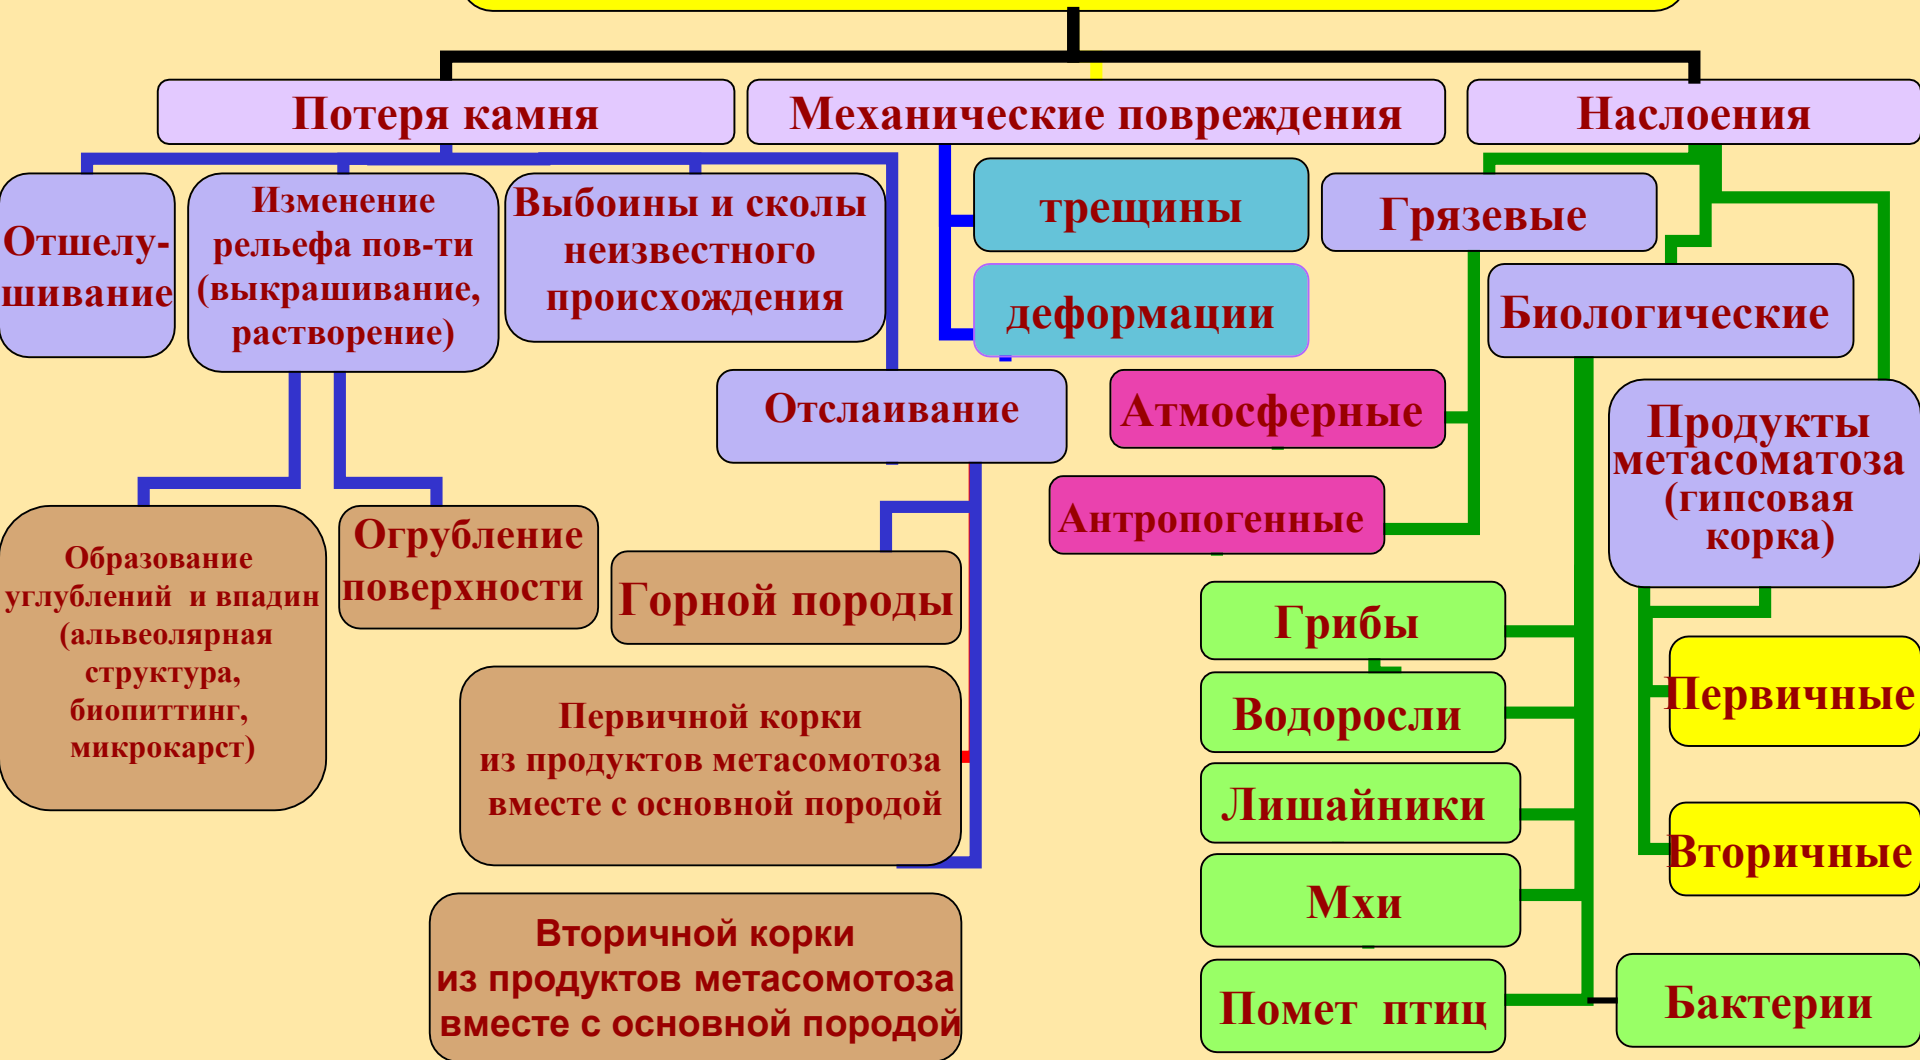 Потеря камня
Механические повреждения
Наслоения
Отшелу-
шивание
Изменение
рельефа пов-ти
(выкрашивание,
растворение)
Выбоины и сколы
неизвестного
происхождения
трещины
деформации
Грязевые
Биологические
Отслаивание
Атмосферные
Антропогенные
Продукты
метасоматоза
(гипсовая
корка)
Образование
углублений и впадин
(альвеолярная
структура,
биопиттинг,
микрокарст)
Огрубление
поверхности
Горной породы
Первичной корки
из продуктов метасомотоза
вместе с основной породой
Вторичной корки
из продуктов метасомотоза
вместе с основной породой
Грибы
Водоросли
Лишайники
Мхи
Помет птиц
Бактерии
Первичные
Вторичные